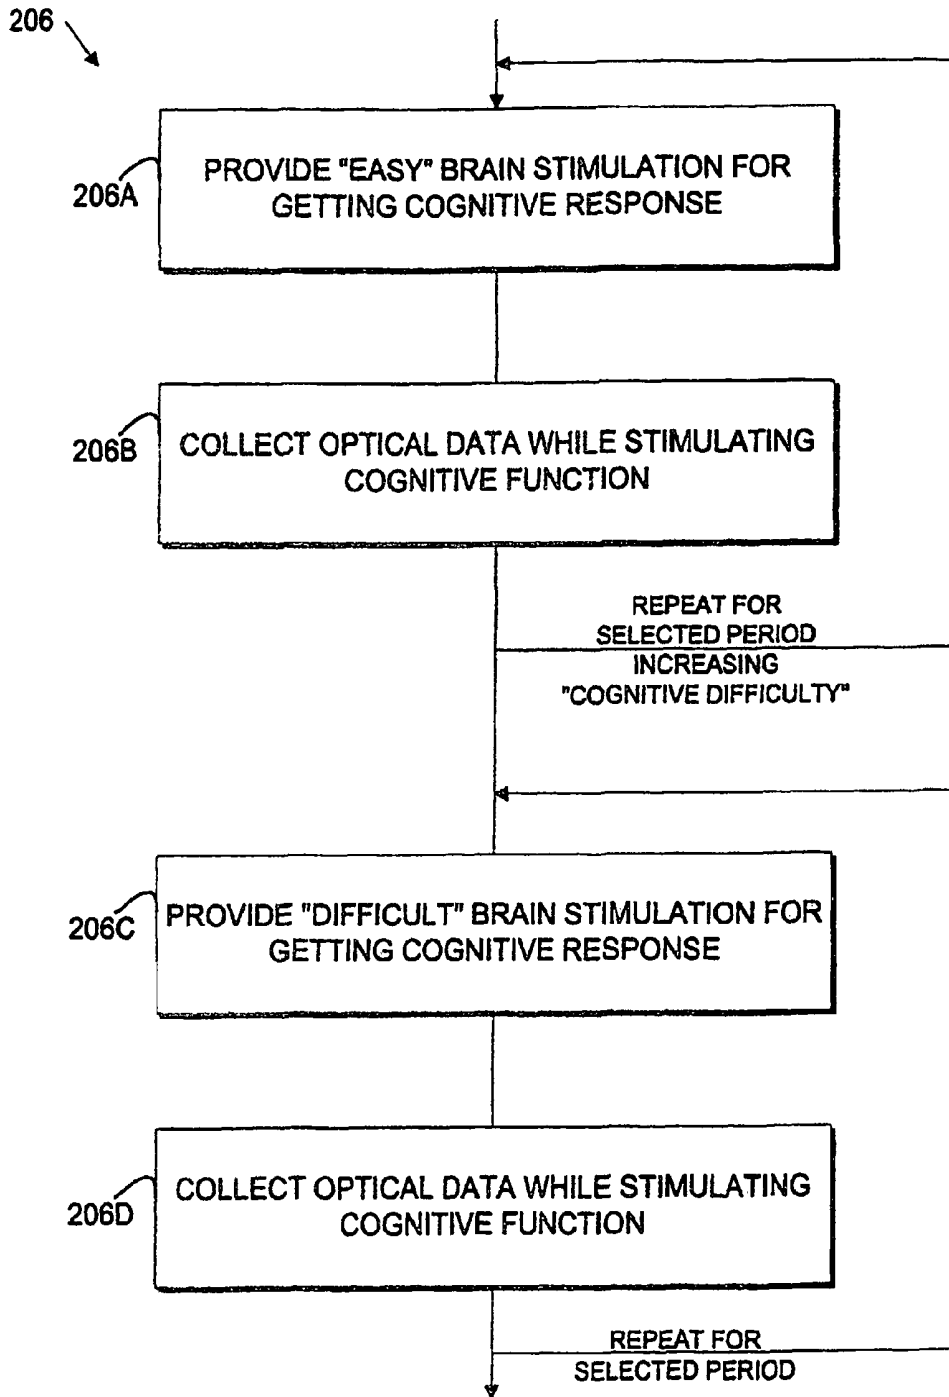 206
PROVIDE "EASY" BRAIN STIMULATION FOR
GETTING COGNITIVE RESPONSE
206A
COLLECT OPTICAL DATA WHILE STIMULATING
COGNITIVE FUNCTION
206B
REPEAT FOR
SELECTED PERIOD
INCREASING
"COGNITIVE DIFFICULTY"
PROVIDE "DIFFICULT" BRAIN STIMULATION FOR
GETTING COGNITIVE RESPONSE
206C
COLLECT OPTICAL DATA WHILE STIMULATING
COGNITIVE FUNCTION
206D
REPEAT FOR
SELECTED PERIOD